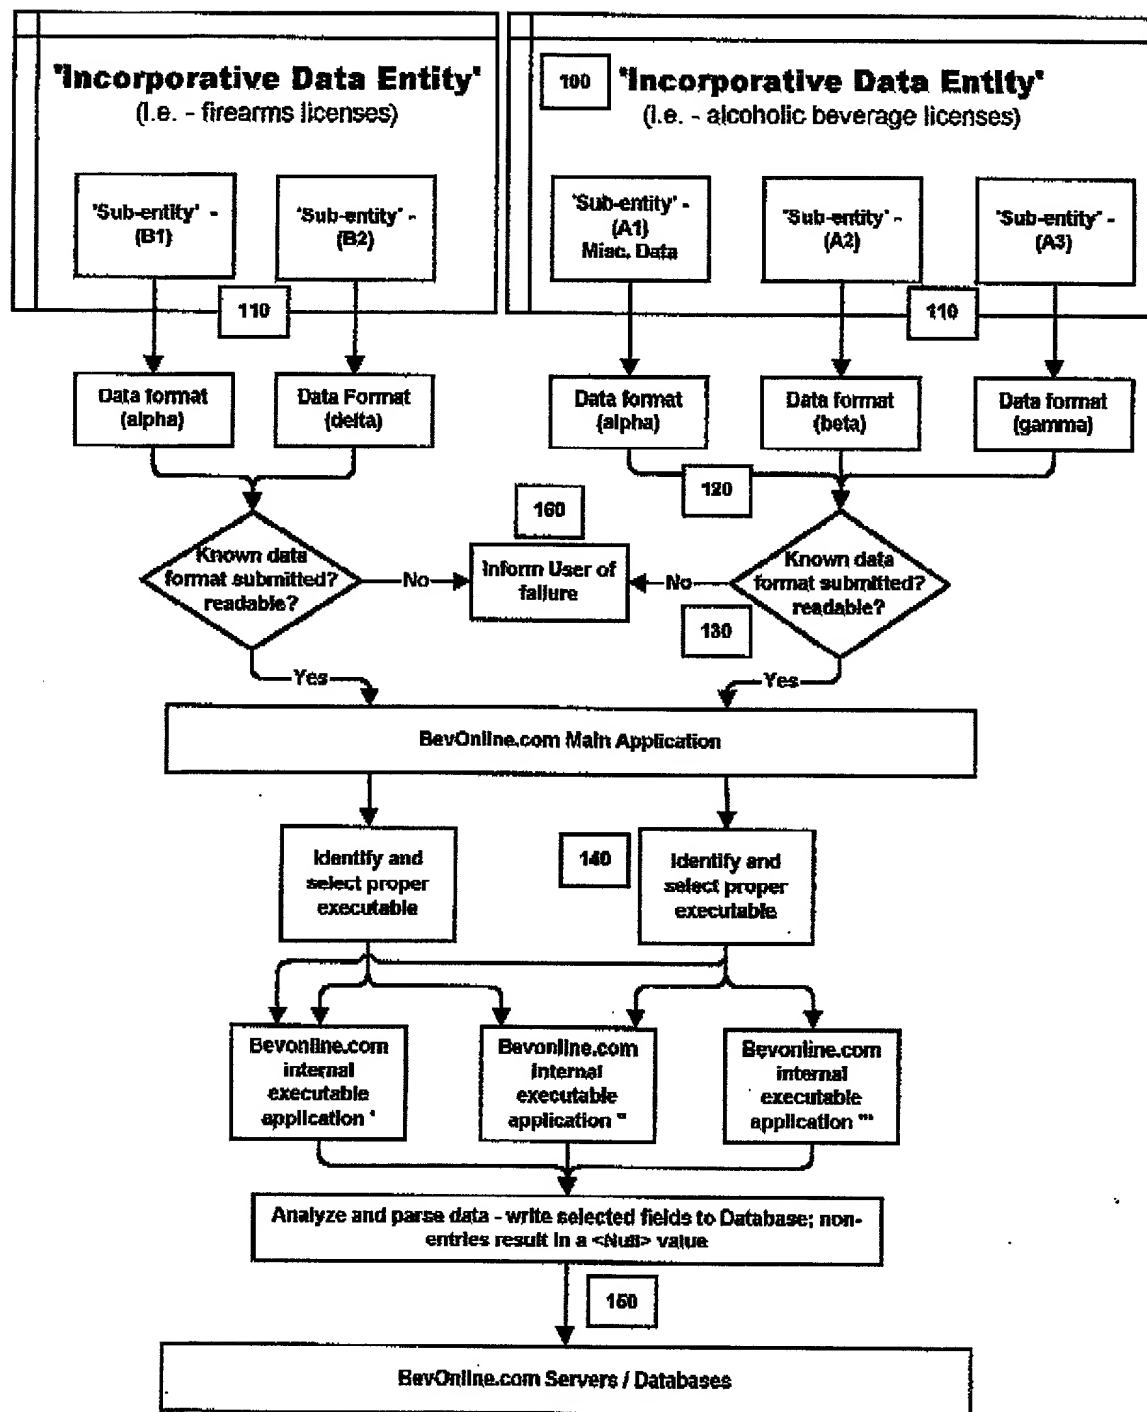 'Incorporative Data Entity'
(i.e. - firearms licenses)
100
'Incorporative Data Entity'
(i.e. - alcoholic beverage licenses)
'Sub-entity' -
(B1)
'Sub-entity' -
(B2)
'Sub-entity' -
(A1)
Misc. Data
'Sub-entity' -
(A2)
'Sub-entity' -
(A3)
110
110
Data format
(alpha)
Data Format
(delta)
Data format
(alpha)
Data format
(beta)
Data format
(gamma)
120
160
Known data
format submitted?
readable?
No
Inform User of
failure
No
Known data
format submitted?
readable?
130
Yes
Yes
BevOnline.com Main Application
Identify and
select proper
executable
140
Identify and
select proper
executable
Bevonline.com
internal
executable
application '
Bevonline.com
internal
executable
application "
Bevonline.com
internal
executable
application '"
Analyze and parse data - write selected fields to Database; non-
entries result in a <Null> value
150
BevOnline.com Servers / Databases